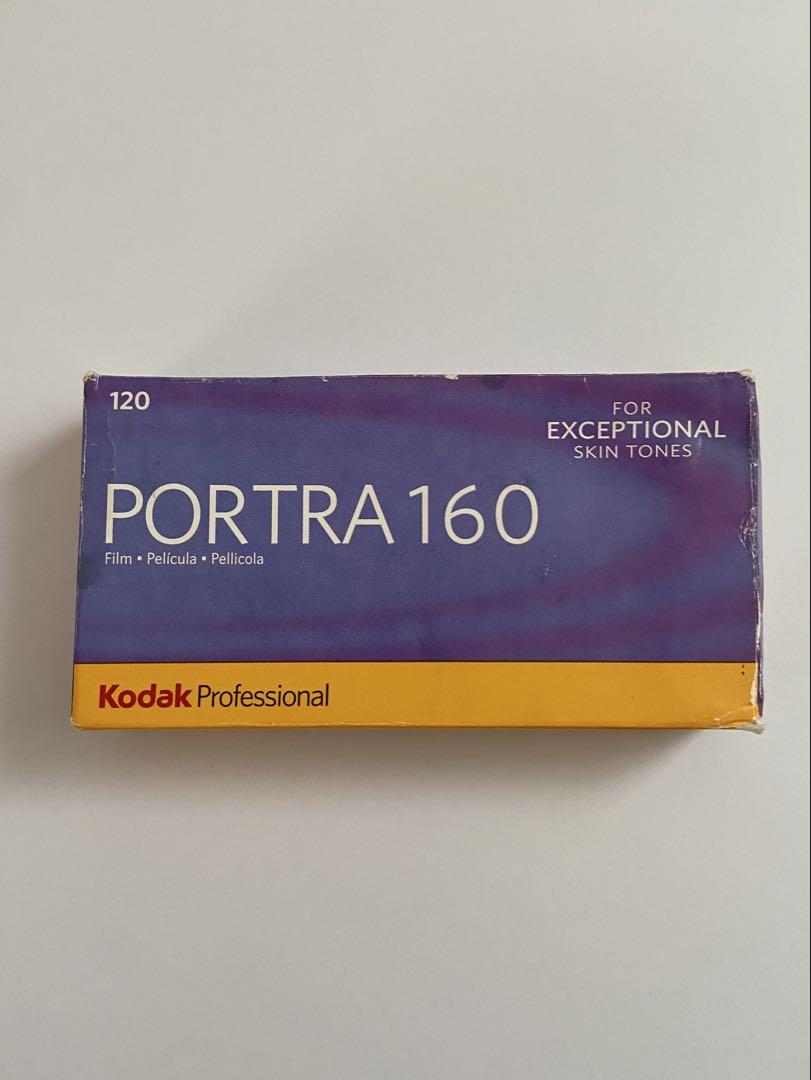 120
FOR
EXCEPTIONAL
SKIN TONES
PORTRA 160
Film • Película • Pellicola
Kodak Professional